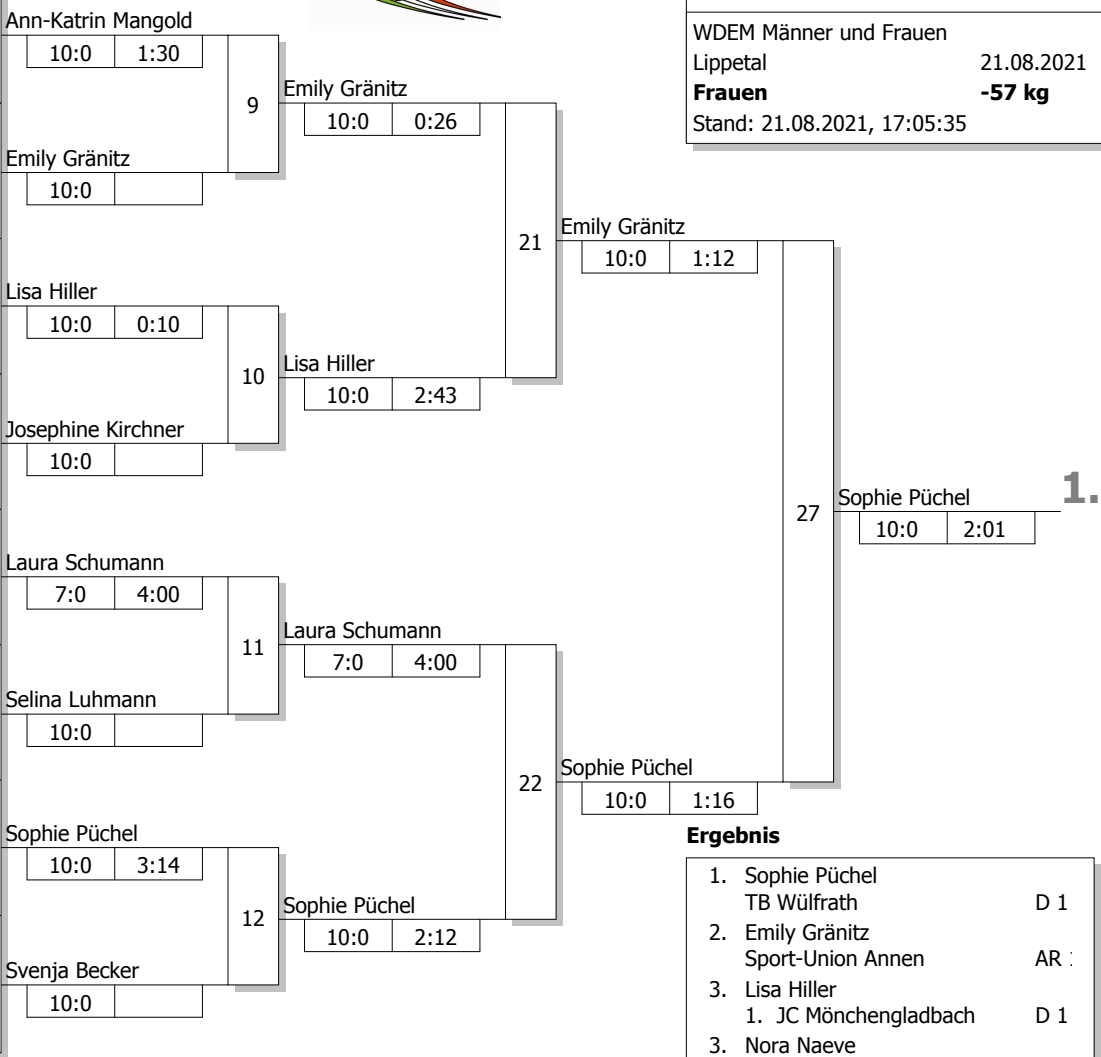 Ann-Katrin Mangold
10:0 1:30
9
Emily Gränitz
10:0 0:26
Emily Gränitz
10:0
21
Emily Gränitz
10:0 1:12
Lisa Hiller
10:0 0:10
10
Lisa Hiller
10:0 2:43
Josephine Kirchner
10:0
27
Sophie Püchel
10:0 2:01
1.
Laura Schumann
7:0 4:00
11
Laura Schumann
7:0 4:00
Selina Luhmann
10:0
22
Sophie Püchel
10:0 1:16
Sophie Püchel
10:0 3:14
12
Sophie Püchel
10:0 2:12
Svenja Becker
10:0
WDEM Männer und Frauen
Lippetal 21.08.2021
Frauen -57 kg
Stand: 21.08.2021, 17:05:35
Ergebnis
1. Sophie Püchel
TB Wülfrath D 1
2. Emily Gränitz
Sport-Union Annen AR
3. Lisa Hiller
1. JC Mönchengladbach D 1
3. Nora Naeve